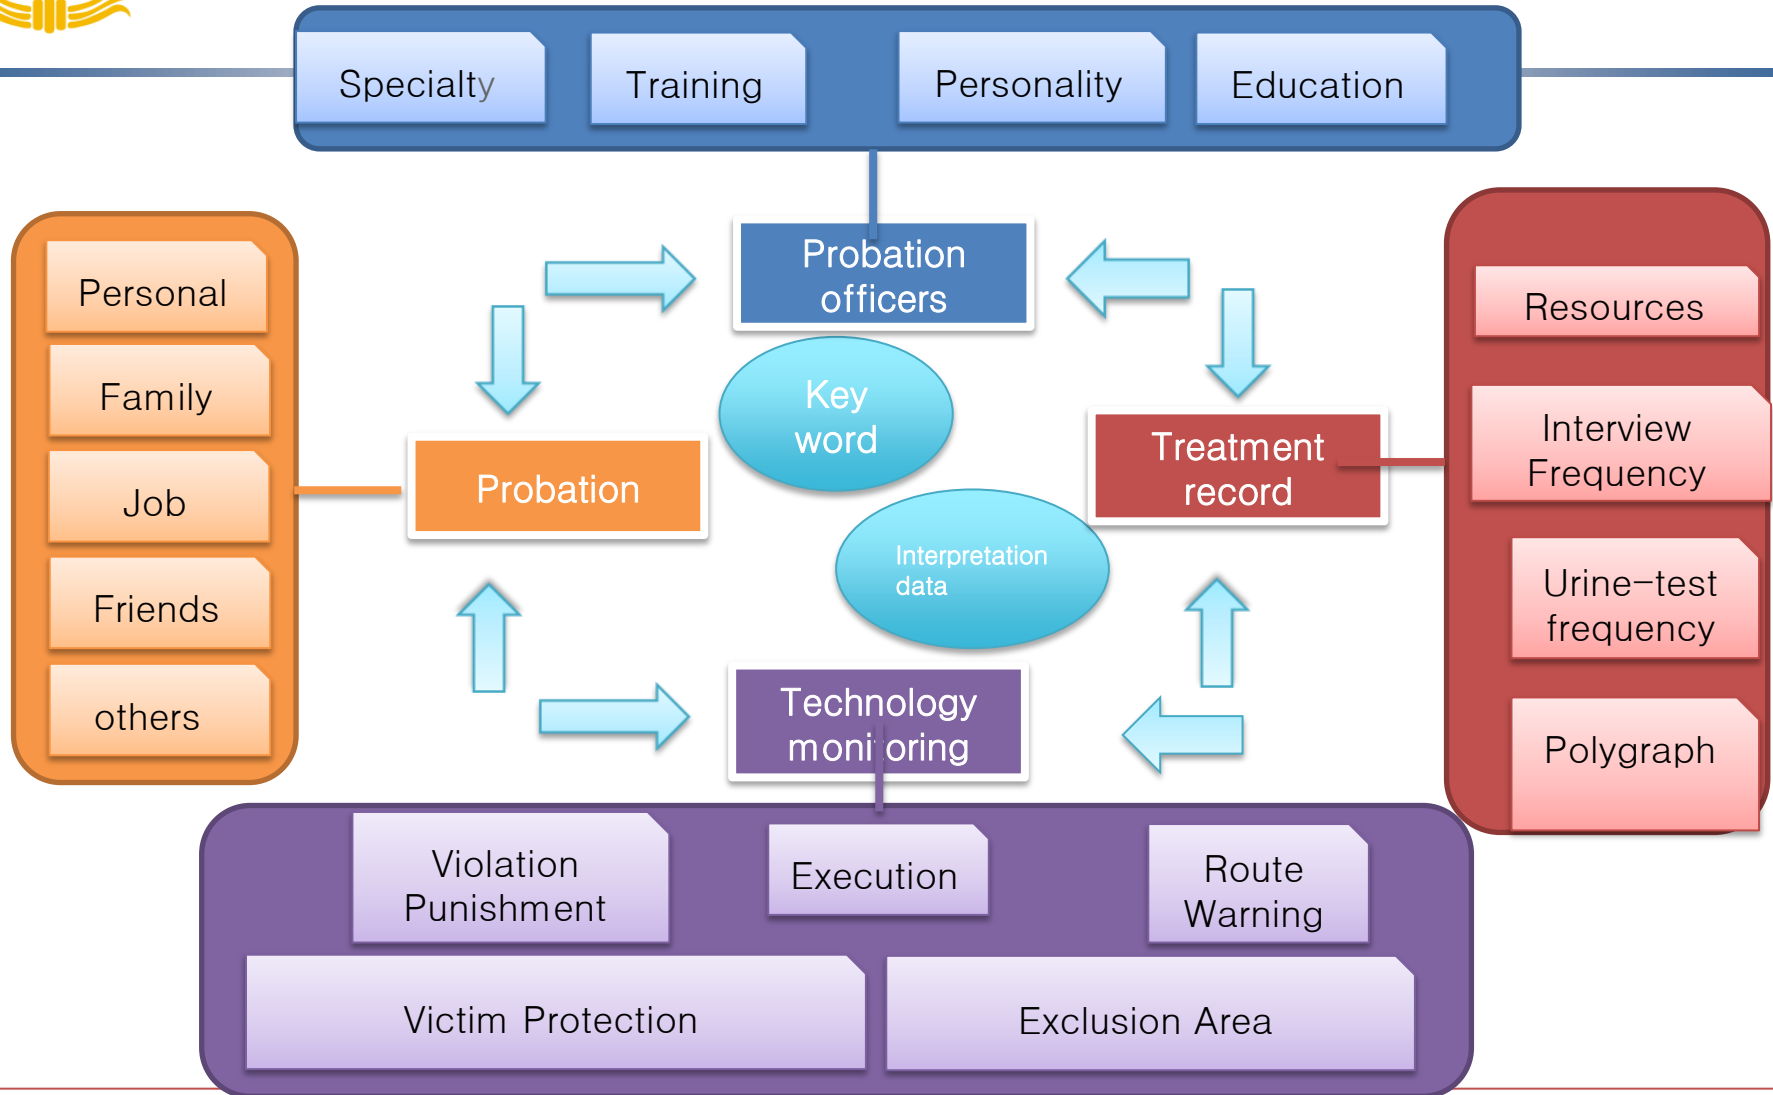 Specialty
Training
Personality
Education
Probation
officers
Personal
Family
Job
Friends
others
Probation
Key
word
Interpretation
data
Treatment
record
Resources
Interview
Frequency
Urine-test
frequency
Polygraph
Technology
monitoring
Violation
Punishment
Execution
Route
Warning
Victim Protection
Exclusion Area